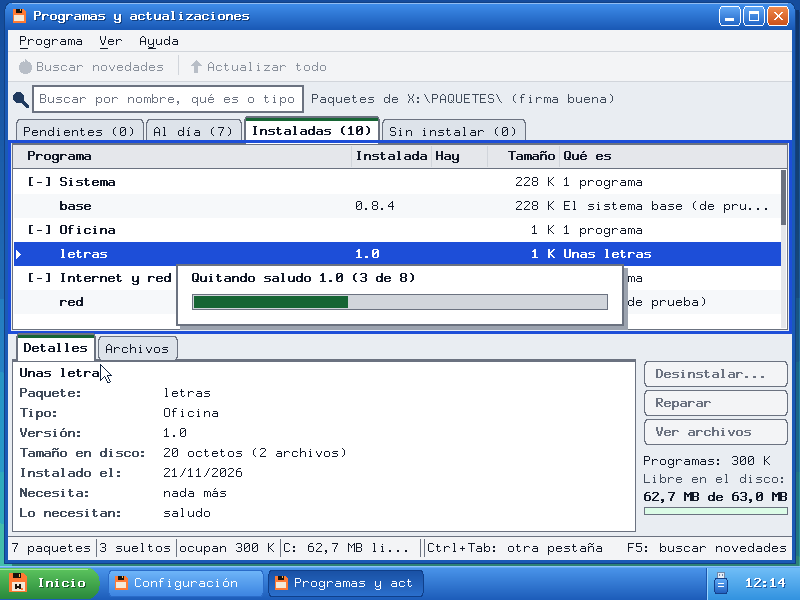 Programas y actualizaciones
Programa Ver Ayuda
Buscar novedades Actualizar todo
Buscar por nombre, qué es o tipo Paquetes de X:\PAQUETES\ (firma buena)
Pendientes (0) Al día (7) Instaladas (10) Sin instalar (0)
Programa Instalada Hay Tamaño Qué es
[-] Sistema 228 K 1 programa
base 0.8.4 228 K El sistema base (de pru...
[-] Oficina 1 K 1 programa
letras 1.0 1 K Unas letras
[-] Internet y red ma
Quitando saludo 1.0 (3 de 8)
red de prueba)
Detalles Archivos
Unas letra
Paquete: letras
Tipo: Oficina
Versión: 1.0
Tamaño en disco: 20 octetos (2 archivos)
Instalado el: 21/11/2026
Necesita: nada más
Lo necesitan: saludo
Desinstalar...
Reparar
Ver archivos
Programas: 300 K
Libre en el disco:
62,7 MB de 63,0 MB
7 paquetes 3 sueltos ocupan 300 K C: 62,7 MB li... Ctrl+Tab: otra pestaña F5: buscar novedades
Inicio Configuración Programas y act 12:14